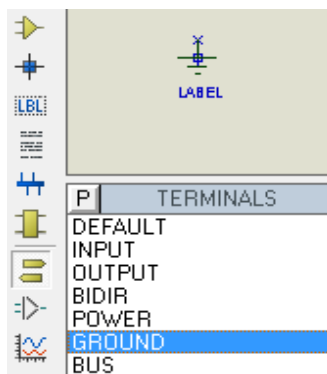 LABEL
LBL
P TERMINALS
DEFAULT
INPUT
OUTPUT
BIDIR
POWER
GROUND
BUS